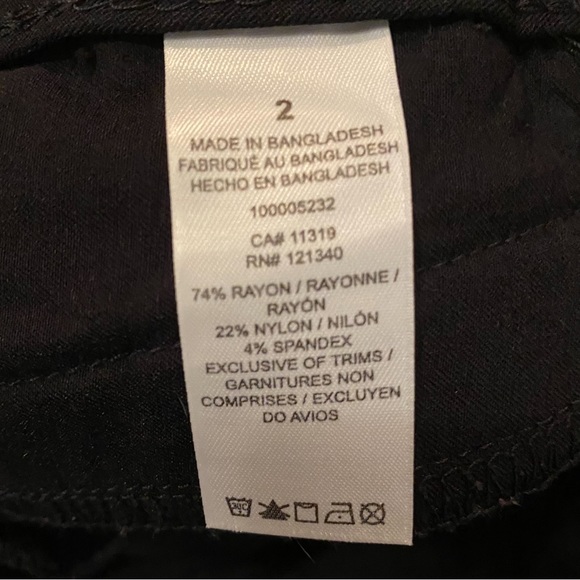 2
MADE IN BANGLADESH
FABRIQUÉ AU BANGLADESH
HECHO EN BANGLADESH
100005232
CA# 11319
RN# 121340
74% RAYON / RAYONNE /
RAYÓN
22% NYLON / NILÓN
4% SPANDEX
EXCLUSIVE OF TRIMS /
GARNITURES NON
COMPRISES / EXCLUYEN
DO AVIOS